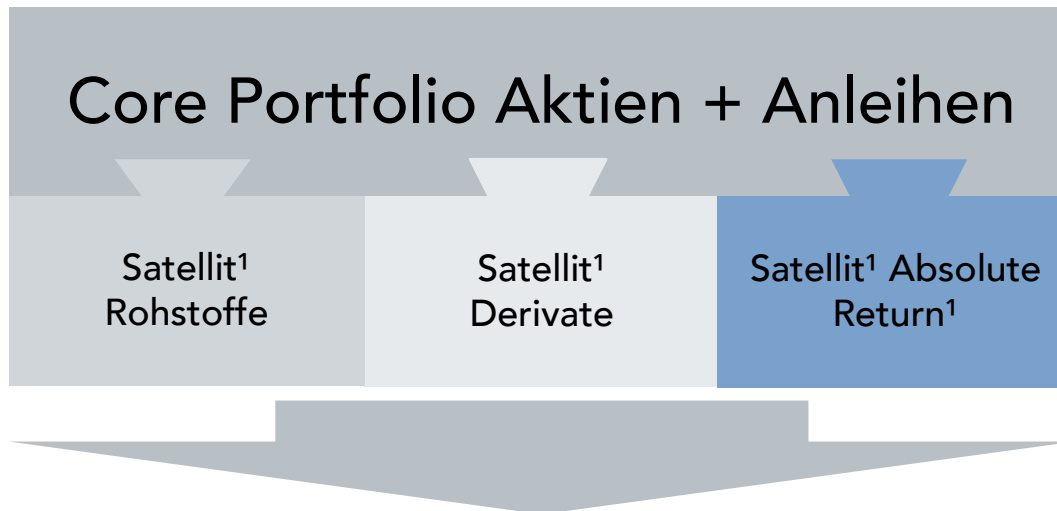 Core Portfolio Aktien + Anleihen
Satellit¹
Rohstoffe
Satellit¹
Derivate
Satellit¹ Absolute
Return¹